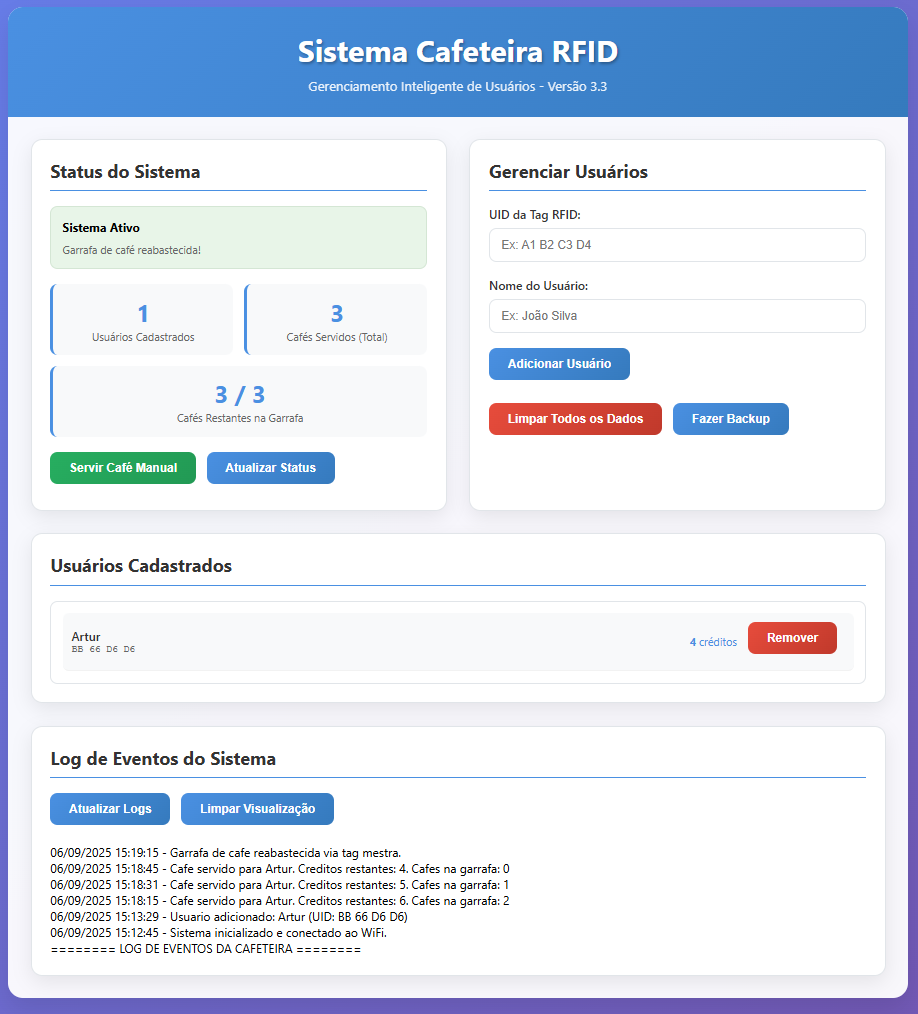 Sistema Cafeteira RFID
Gerenciamento Inteligente de Usuários - Versão 3.3
Status do Sistema
Sistema Ativo
Garrafa de café reabastecida!
1
Usuários Cadastrados
3
Cafés Servidos (Total)
3 / 3
Cafés Restantes na Garrafa
Servir Café Manual
Atualizar Status
Gerenciar Usuários
UID da Tag RFID:
Ex: A1 B2 C3 D4
Nome do Usuário:
Ex: João Silva
Adicionar Usuário
Limpar Todos os Dados
Fazer Backup
Usuários Cadastrados
Artur
BB 66 D6 D6
4 créditos
Remover
Log de Eventos do Sistema
Atualizar Logs
Limpar Visualização
06/09/2025 15:19:15 - Garrafa de cafe reabastecida via tag mestra.
06/09/2025 15:18:45 - Cafe servido para Artur. Creditos restantes: 4. Cafes na garrafa: 0
06/09/2025 15:18:31 - Cafe servido para Artur. Creditos restantes: 5. Cafes na garrafa: 1
06/09/2025 15:18:15 - Cafe servido para Artur. Creditos restantes: 6. Cafes na garrafa: 2
06/09/2025 15:13:29 - Usuario adicionado: Artur (UID: BB 66 D6 D6)
06/09/2025 15:12:45 - Sistema inicializado e conectado ao WiFi.
======== LOG DE EVENTOS DA CAFETEIRA ========